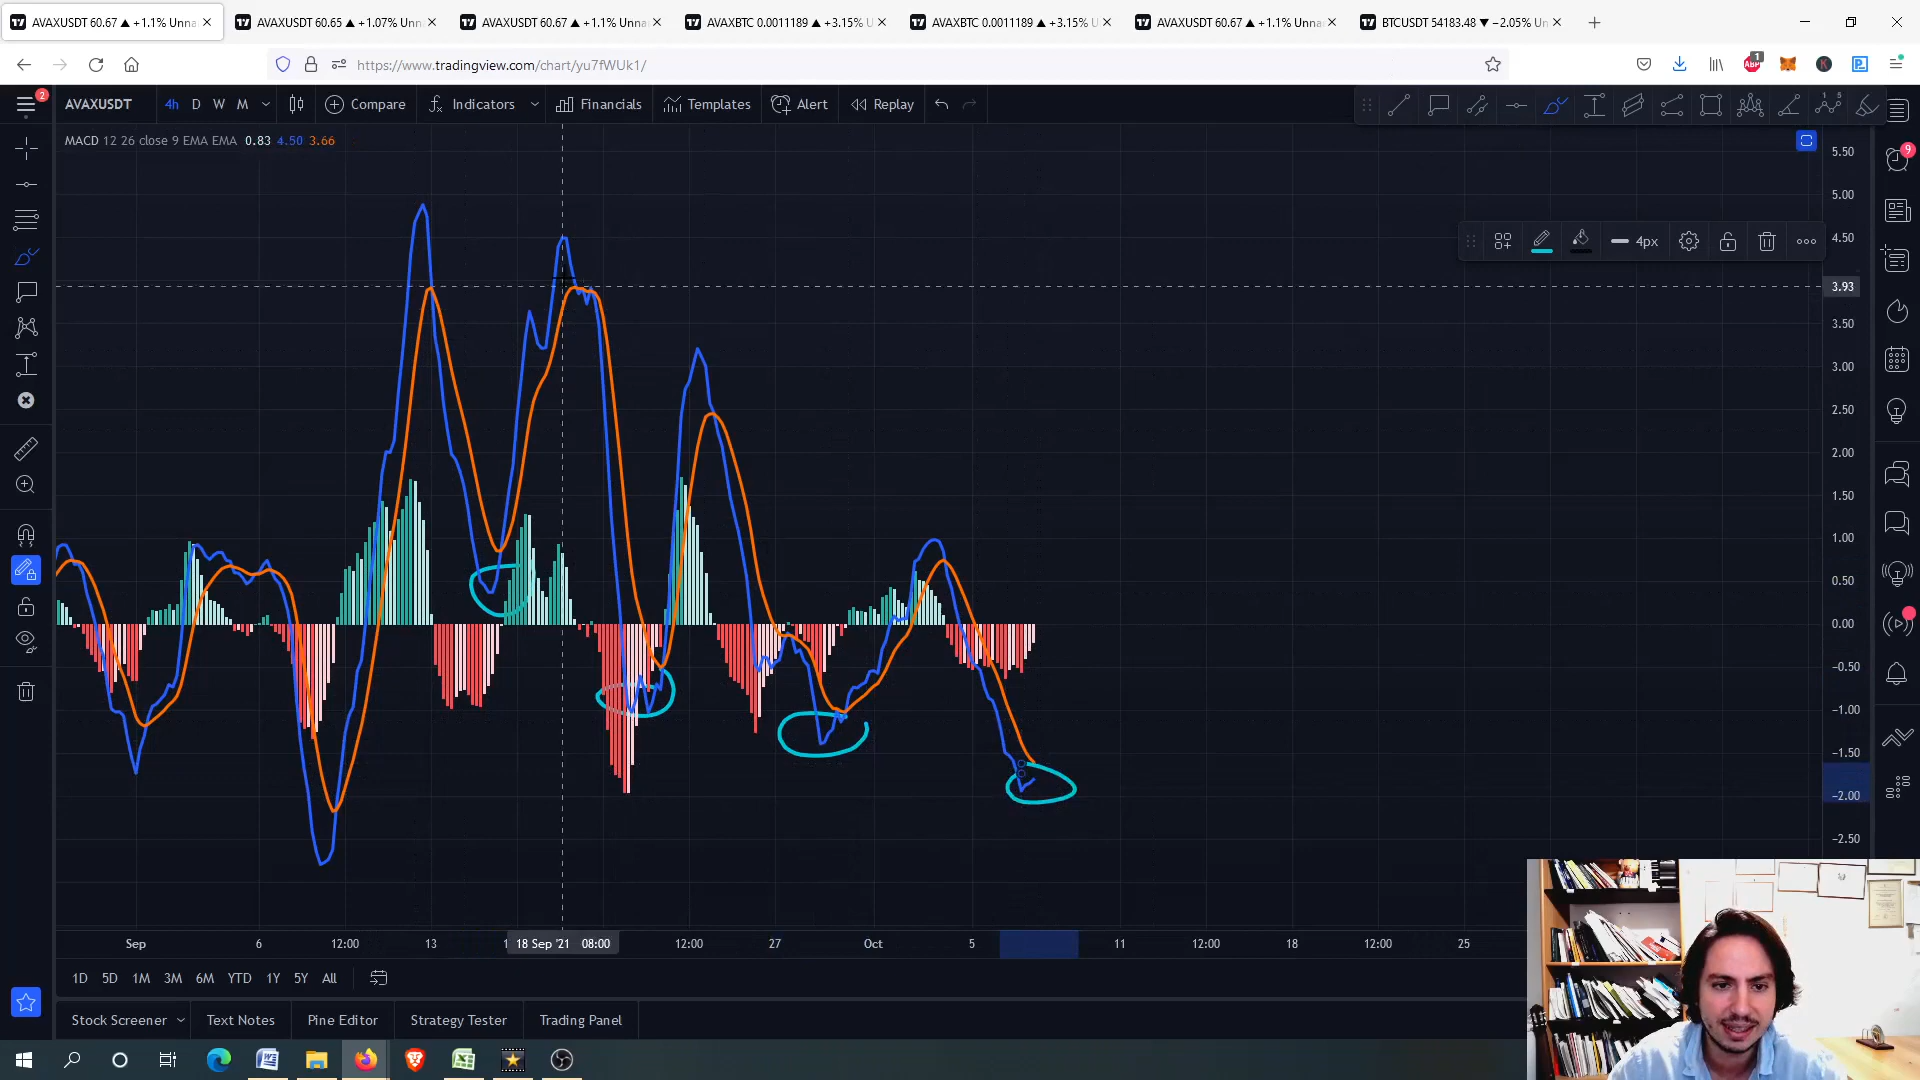 AVAXUSDT 60.67 ▲ +1.1% Unna
AVAXUSDT 60.65 ▲ +1.07% Unn
AVAXUSDT 60.67 ▲ +1.1% Unna
AVAXBTC 0.0011189 ▲ +3.15% U
AVAXBTC 0.0011189 ▲ +3.15% U
AVAXUSDT 60.67 ▲ +1.1% Unna
BTCUSDT 54183.48 ▼ −2.05% Un
https://www.tradingview.com/chart/yu7fWUk1/
1
ABP
K
2
AVAXUSDT 4h D W M Compare Indicators Financials Templates Alert Replay
MACD 12 26 close 9 EMA EMA 0.83 4.50 3.66
9
4px
5.50
5.00
4.50
3.93
3.50
3.00
2.50
2.00
1.50
1.00
0.50
0.00
−0.50
−1.00
−1.50
−2.00
−2.50
Sep 6 12:00 13 18 Sep '21 08:00 12:00 27 Oct 5 11 12:00 18 12:00 25
1D 5D 1M 3M 6M YTD 1Y 5Y All
Stock Screener Text Notes Pine Editor Strategy Tester Trading Panel